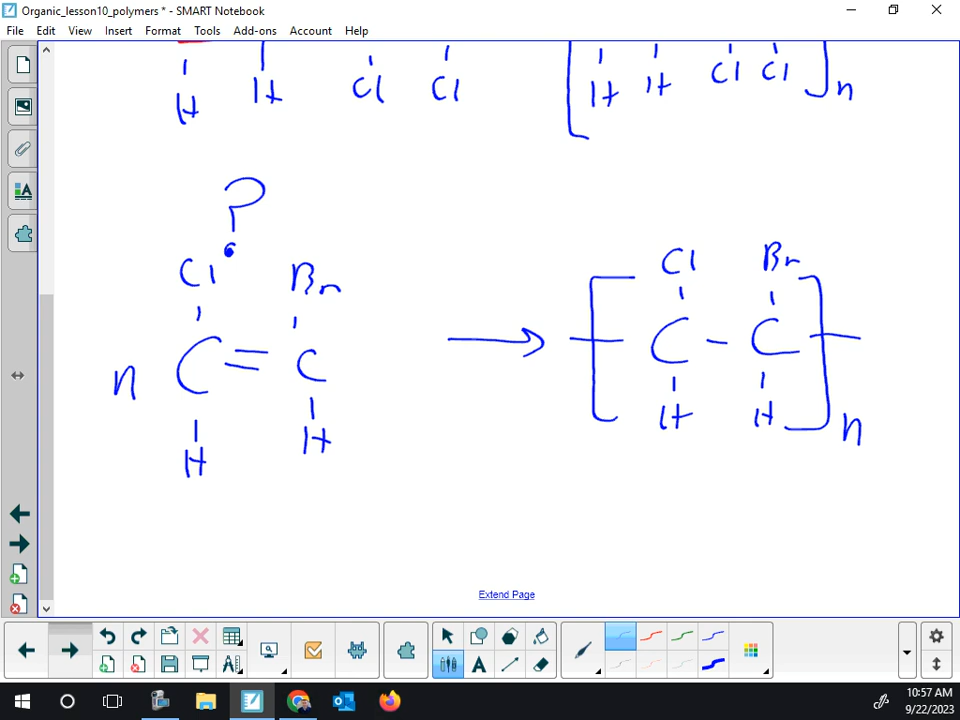 Organic_lesson10_polymers * - SMART Notebook
File Edit View Insert Format Tools Add-ons Account Help
H H Cl Cl H H Cl Cl n
?
Cl Br Cl Br
n C = C → C - C
H H H H n
Extend Page
A
10:57 AM
9/22/2023